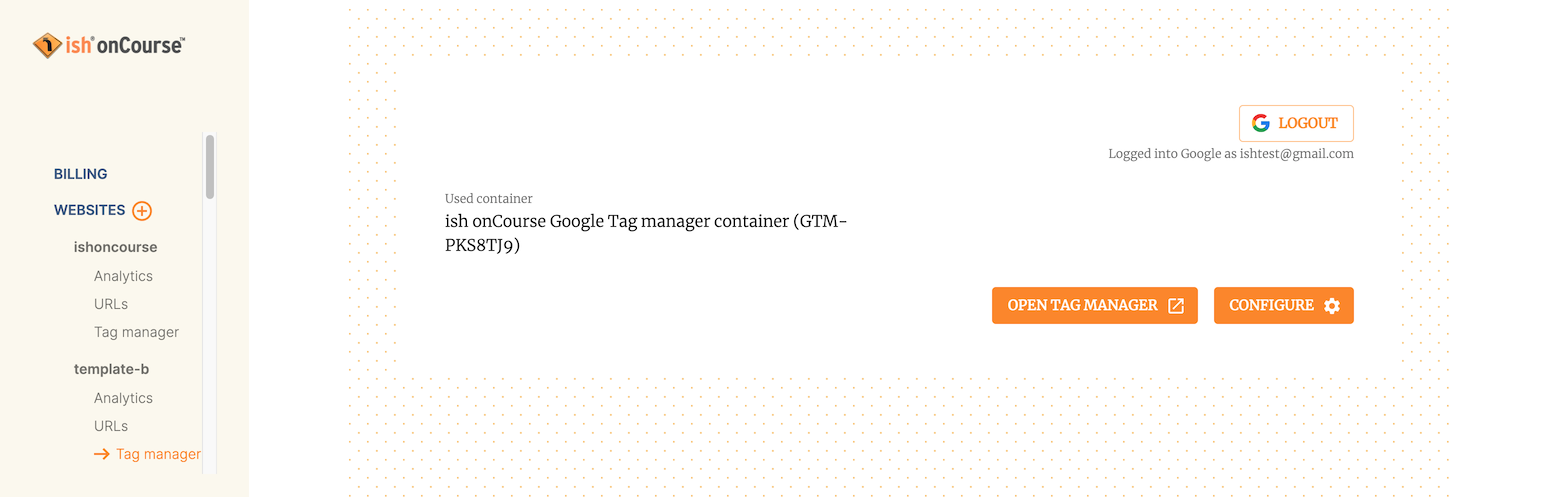 ish® onCourse™
BILLING
WEBSITES
ishoncourse
Analytics
URLs
Tag manager
template-b
Analytics
URLs
Tag manager
LOGOUT
Logged into Google as ishtest@gmail.com
Used container
ish onCourse Google Tag manager container (GTM-
PKS8TJ9)
OPEN TAG MANAGER
CONFIGURE